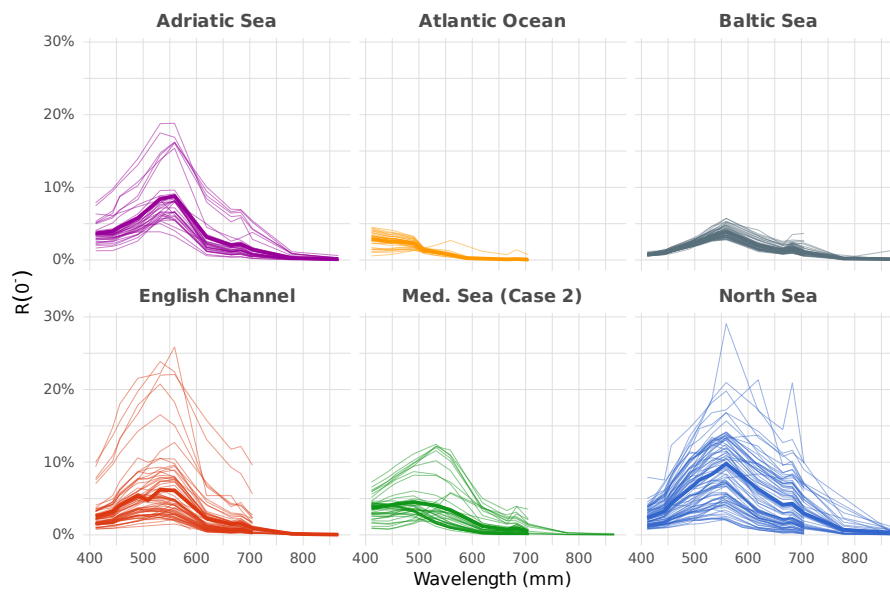 Adriatic Sea Atlantic Ocean Baltic Sea
30%
20%
10%
0%
English Channel Med. Sea (Case 2) North Sea
30%
20%
10%
0%
400 500 600 700 800 400 500 600 700 800 400 500 600 700 800
Wavelength (mm)
R(0⁻)